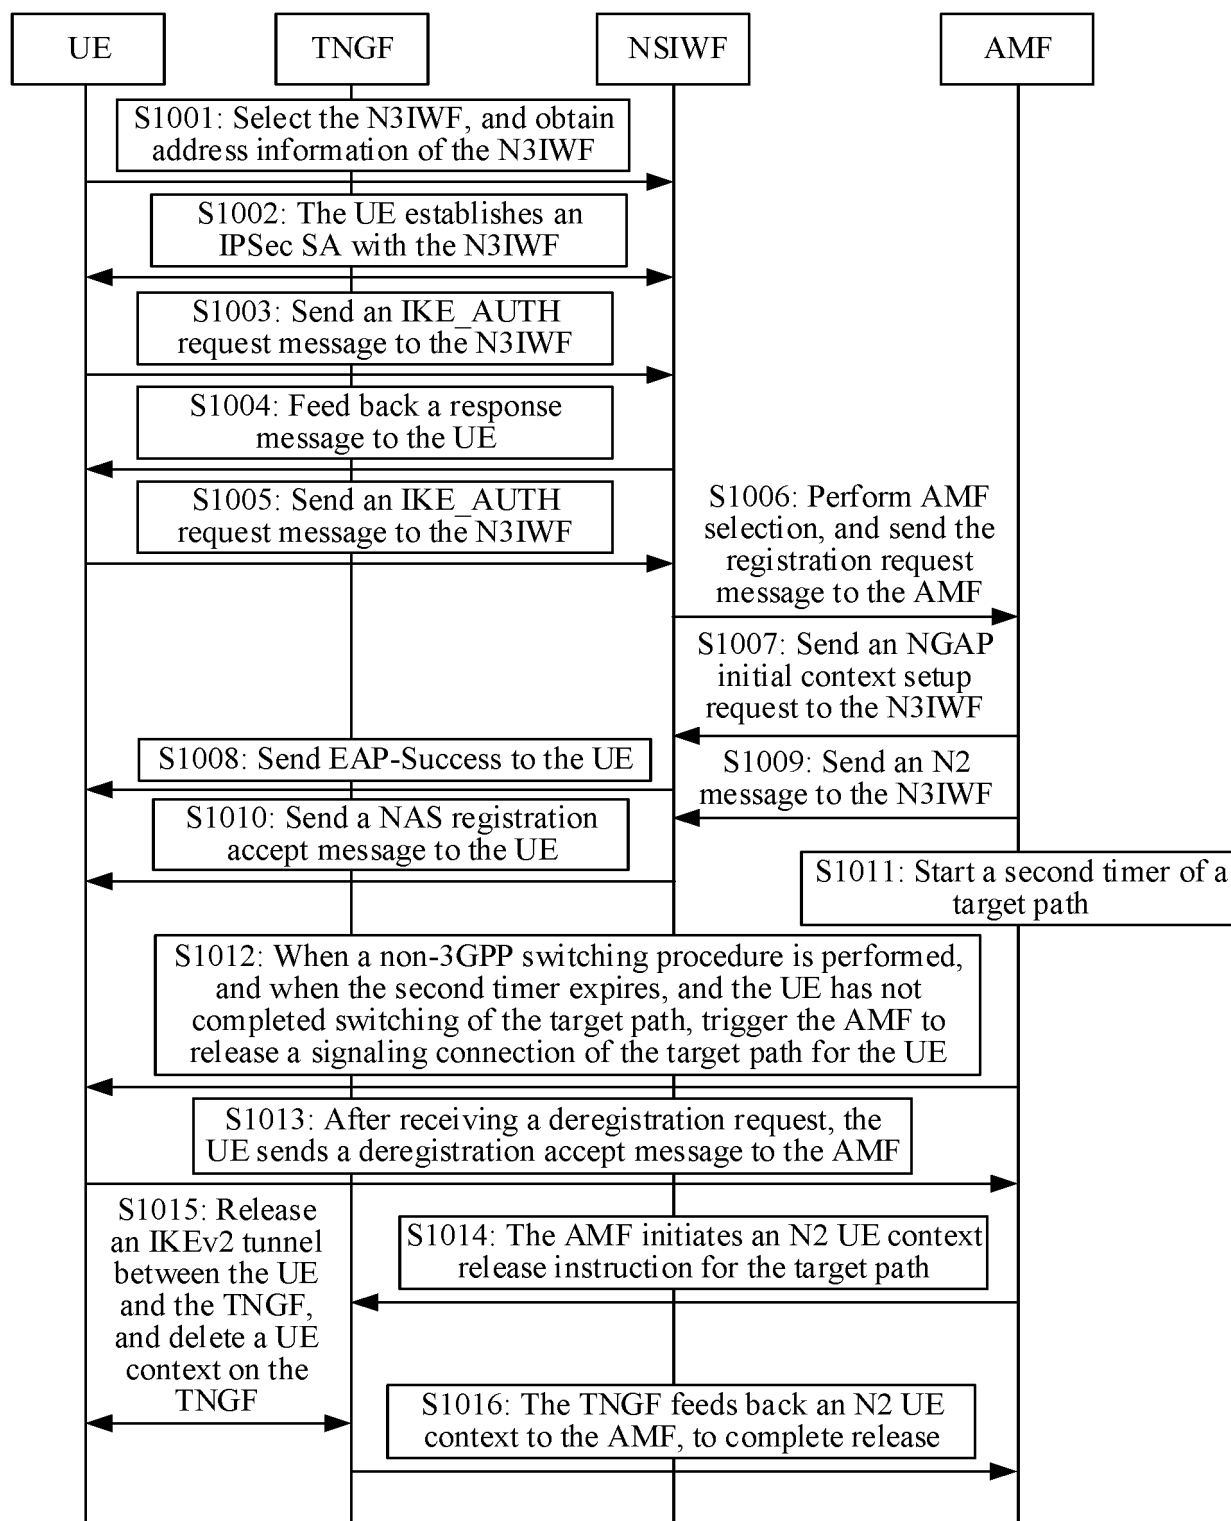 UE
TNGF
NSIWF
AMF
S1001: Select the N3IWF, and obtain
address information of the N3IWF
S1002: The UE establishes an
IPSec SA with the N3IWF
S1003: Send an IKE_AUTH
request message to the N3IWF
S1004: Feed back a response
message to the UE
S1005: Send an IKE_AUTH
request message to the N3IWF
S1006: Perform AMF
selection, and send the
registration request
message to the AMF
S1007: Send an NGAP
initial context setup
request to the N3IWF
S1008: Send EAP-Success to the UE
S1009: Send an N2
message to the N3IWF
S1010: Send a NAS registration
accept message to the UE
S1011: Start a second timer of a
target path
S1012: When a non-3GPP switching procedure is performed,
and when the second timer expires, and the UE has not
completed switching of the target path, trigger the AMF to
release a signaling connection of the target path for the UE
S1013: After receiving a deregistration request, the
UE sends a deregistration accept message to the AMF
S1014: The AMF initiates an N2 UE context
release instruction for the target path
S1015: Release
an IKEv2 tunnel
between the UE
and the TNGF,
and delete a UE
context on the
TNGF
S1016: The TNGF feeds back an N2 UE
context to the AMF, to complete release